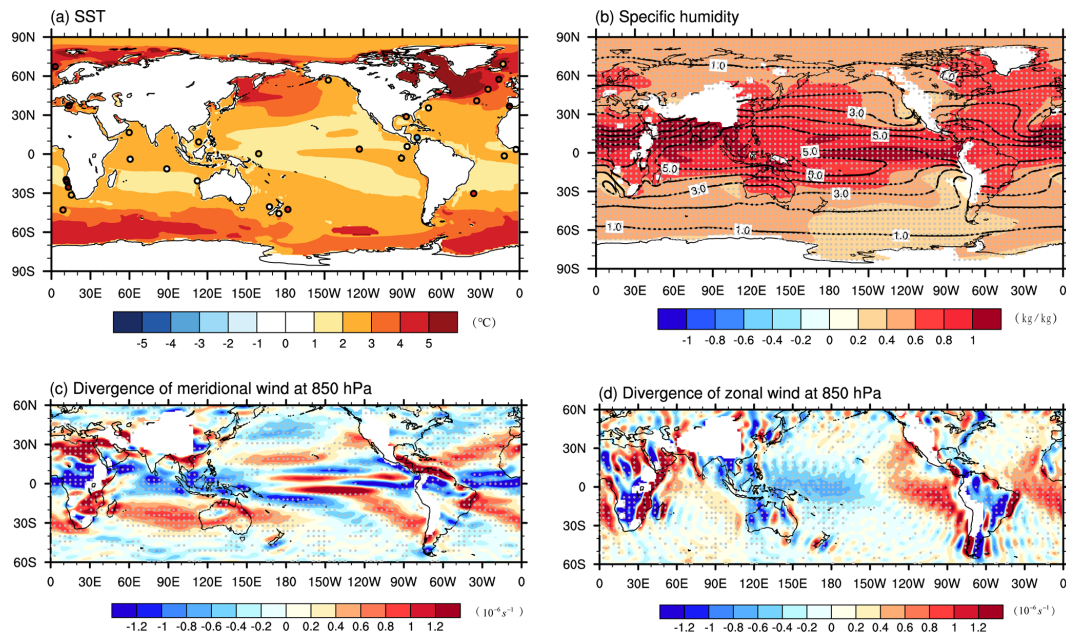 (a) SST
90N
60N
30N
0
30S
60S
90S
0 30E 60E 90E 120E 150E 180 150W 120W 90W 60W 30W 0
-5 -4 -3 -2 -1 0 1 2 3 4 5
(℃)
(b) Specific humidity
90N
60N
30N
0
30S
60S
90S
1.0
1.0
3.0
5.0
5.0
5.0
5.0
3.0
3.0
1.0
1.0
1.0
0 30E 60E 90E 120E 150E 180 150W 120W 90W 60W 30W 0
-1 -0.8 -0.6 -0.4 -0.2 0 0.2 0.4 0.6 0.8 1
(kg/kg)
(c) Divergence of meridional wind at 850 hPa
60N
30N
0
30S
60S
0 30E 60E 90E 120E 150E 180 150W 120W 90W 60W 30W 0
-1.2 -1 -0.8 -0.6 -0.4 -0.2 0 0.2 0.4 0.6 0.8 1 1.2
(10⁻⁶s⁻¹)
(d) Divergence of zonal wind at 850 hPa
60N
30N
0
30S
60S
0 30E 60E 90E 120E 150E 180 150W 120W 90W 60W 30W 0
-1.2 -1 -0.8 -0.6 -0.4 -0.2 0 0.2 0.4 0.6 0.8 1 1.2
(10⁻⁶s⁻¹)